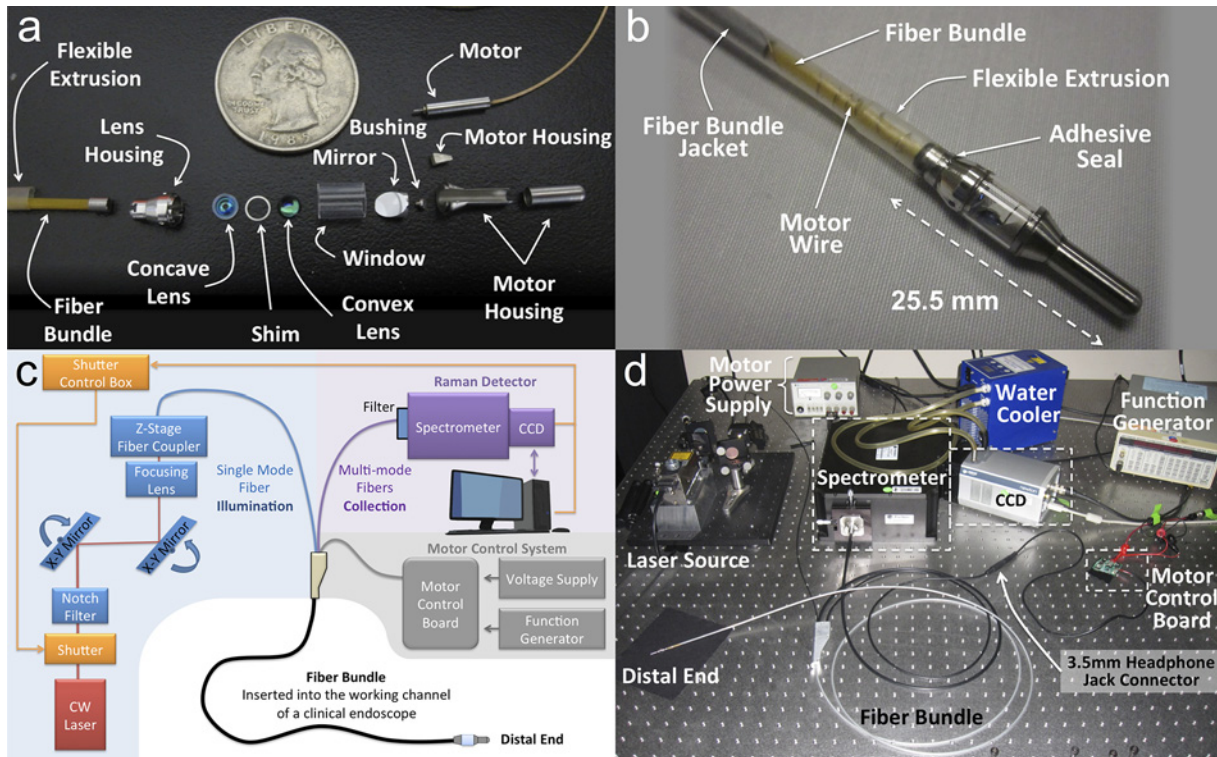 a
Flexible
Extrusion
Lens
Housing
LIBERTY
Motor
Bushing
Mirror
Motor Housing
Concave
Lens
Window
Fiber
Bundle
Shim
Convex
Lens
Motor
Housing
b
Fiber Bundle
Flexible Extrusion
Fiber Bundle
Jacket
Adhesive
Seal
Motor
Wire
25.5 mm
c
Shutter
Control Box
Z-Stage
Fiber Coupler
Focusing
Lens
X-Y Mirror
X-Y Mirror
Notch
Filter
Shutter
CW
Laser
Single Mode
Fiber
Illumination
Raman Detector
Filter
Spectrometer
CCD
Multi-mode
Fibers
Collection
Motor Control System
Motor
Control
Board
Voltage Supply
Function
Generator
Fiber Bundle
Inserted into the working channel
of a clinical endoscope
Distal End
d
Motor
Power
Supply
Water
Cooler
Function
Generator
Spectrometer
CCD
Laser Source
Motor
Control
Board
Distal End
3.5mm Headphone
Jack Connector
Fiber Bundle